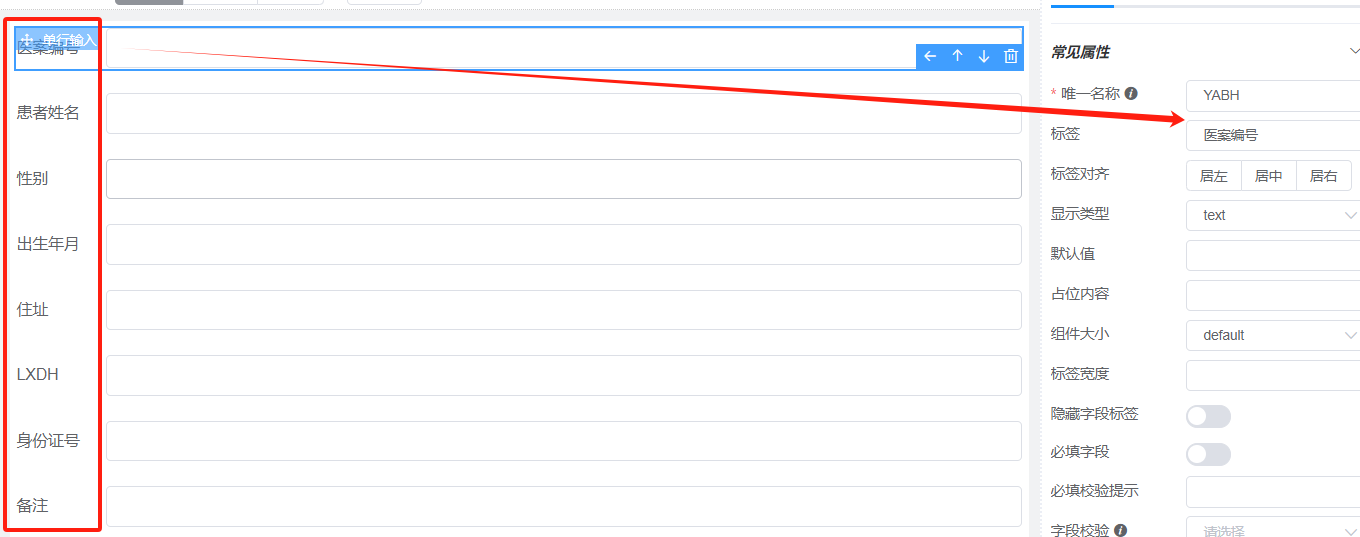 单行输入
医案编号
患者姓名
性别
出生年月
住址
LXDH
身份证号
备注
常见属性
* 唯一名称 YABH
标签 医案编号
标签对齐 居左 居中 居右
显示类型 text
默认值
占位内容
组件大小 default
标签宽度
隐藏字段标签
必填字段
必填校验提示
字段校验 请选择